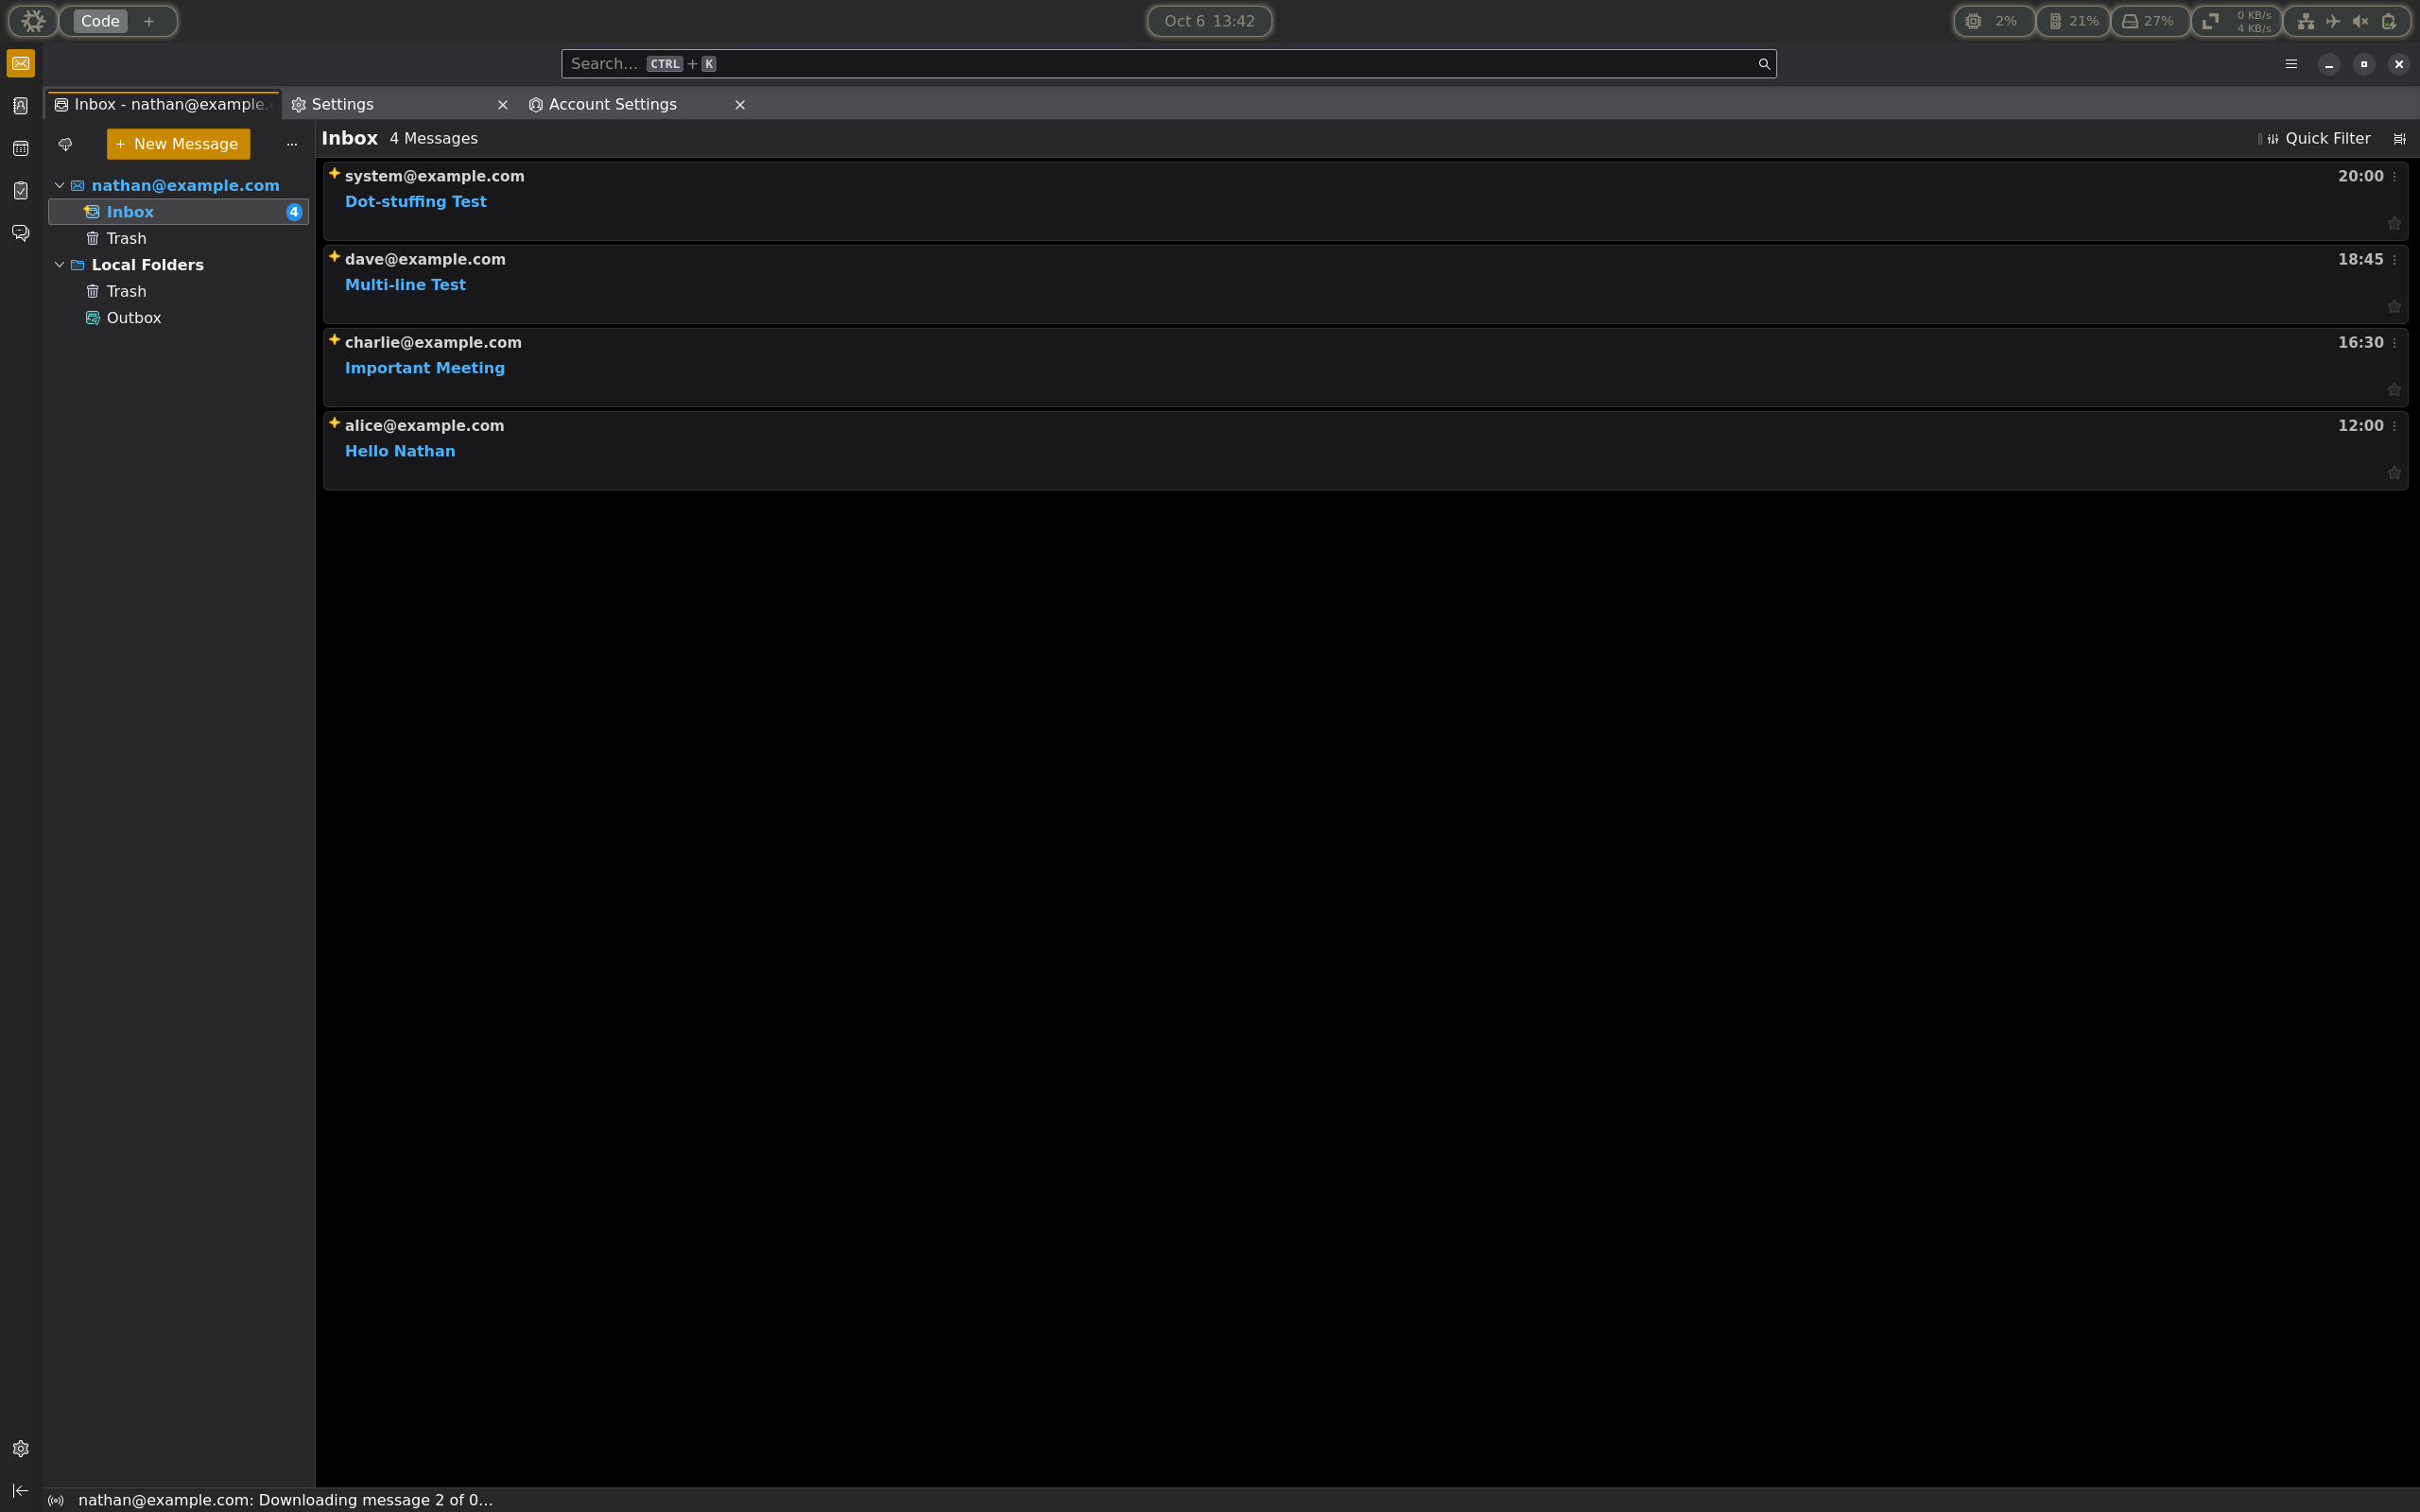 Code +
Oct 6 13:42
2%
21%
27%
0 KB/s
4 KB/s
Search... CTRL + K
Inbox - nathan@example.
Settings
Account Settings
+ New Message
...
nathan@example.com
Inbox 4
Trash
Local Folders
Trash
Outbox
Inbox 4 Messages
Quick Filter
system@example.com 20:00
Dot-stuffing Test
dave@example.com 18:45
Multi-line Test
charlie@example.com 16:30
Important Meeting
alice@example.com 12:00
Hello Nathan
nathan@example.com: Downloading message 2 of 0...